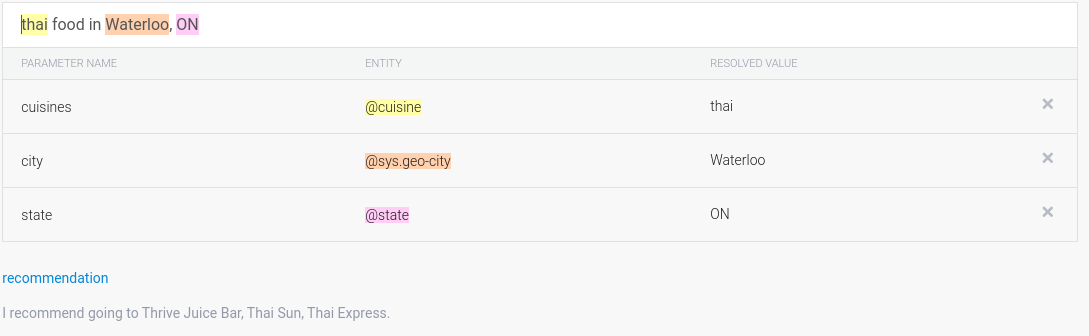 thai food in Waterloo, ON
PARAMETER NAME ENTITY RESOLVED VALUE
cuisines @cuisine thai
city @sys.geo-city Waterloo
state @state ON
recommendation
I recommend going to Thrive Juice Bar, Thai Sun, Thai Express.